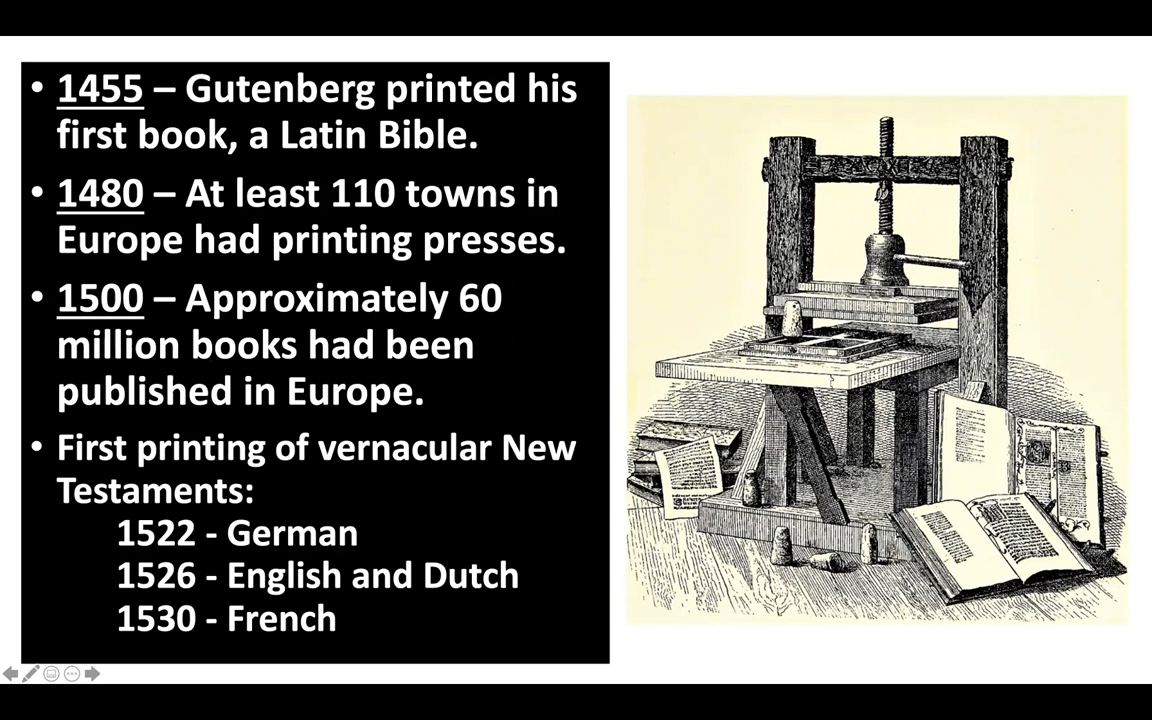 • 1455 – Gutenberg printed his
first book, a Latin Bible.
• 1480 – At least 110 towns in
Europe had printing presses.
• 1500 – Approximately 60
million books had been
published in Europe.
• First printing of vernacular New
Testaments:
1522 - German
1526 - English and Dutch
1530 - French